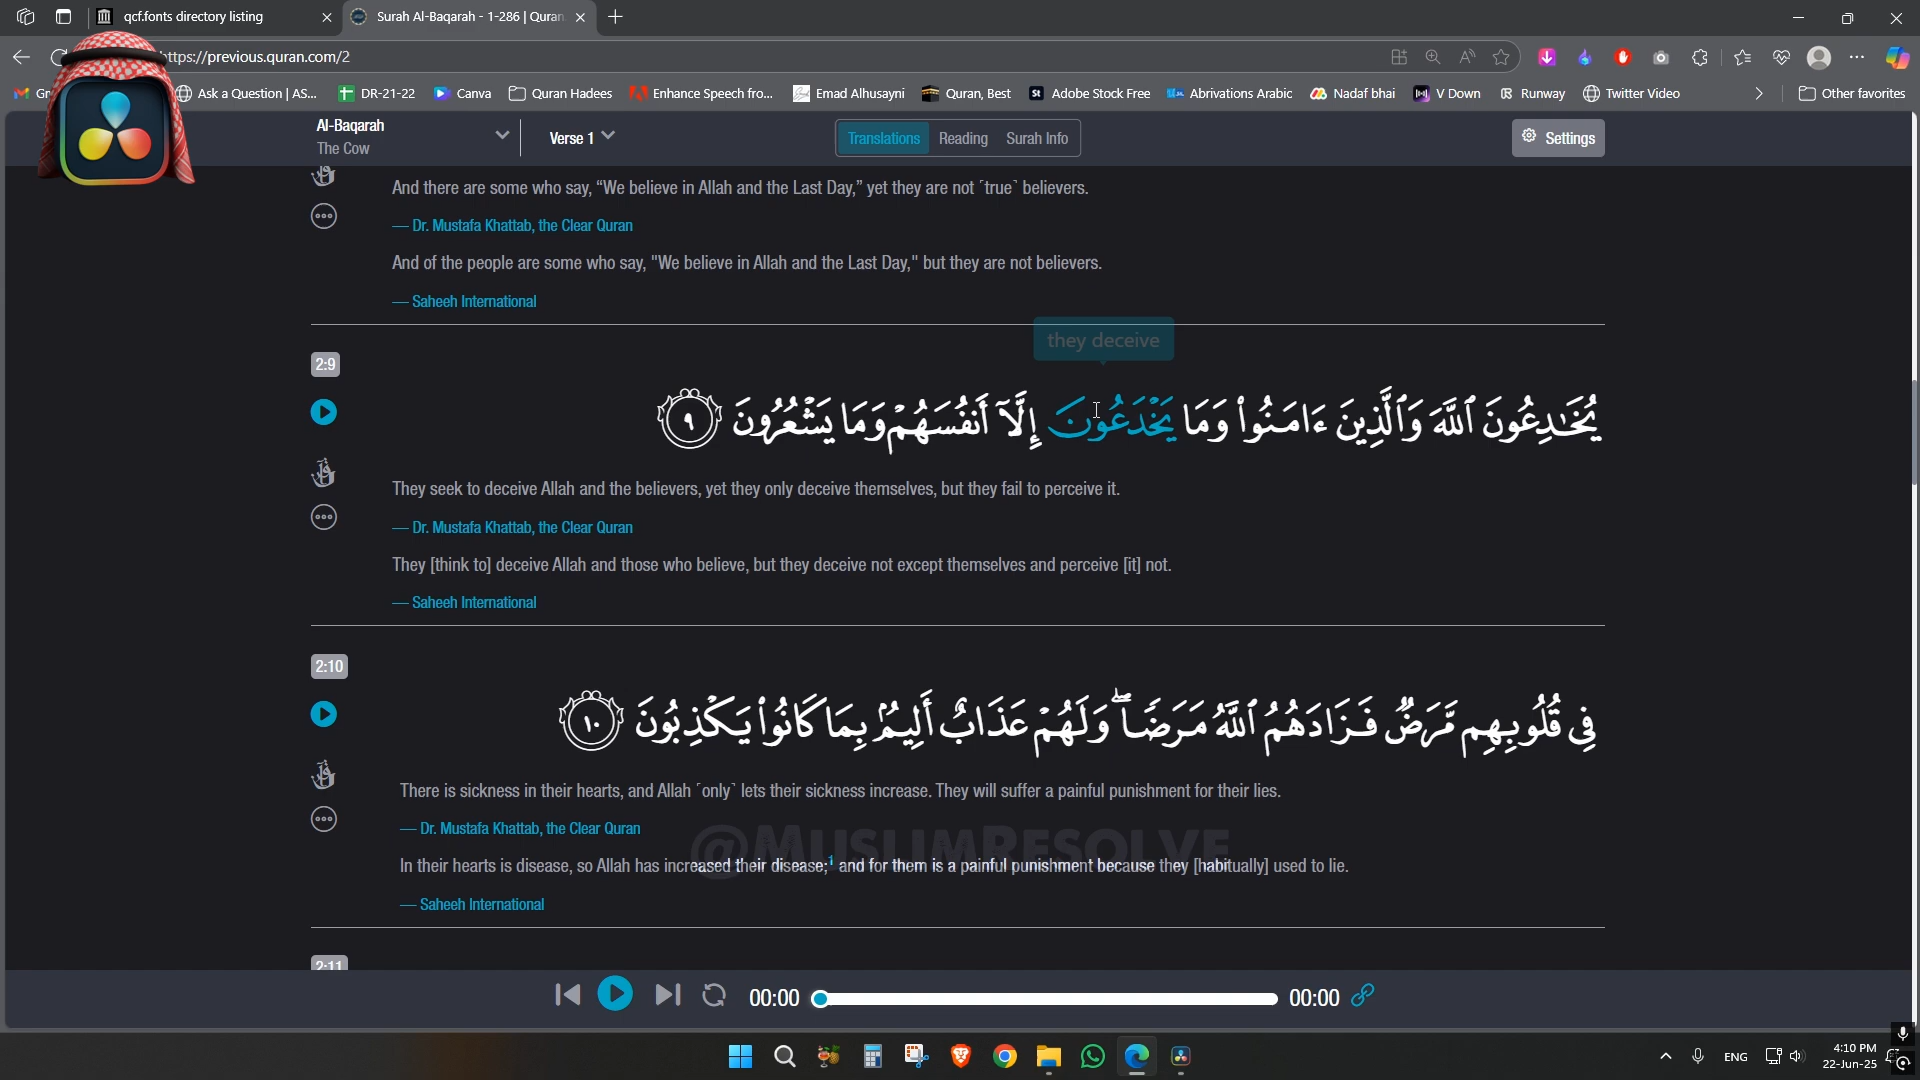 qcf.fonts directory listing
Surah Al-Baqarah - 1-286 | Quran.
https://previous.quran.com/2
Ask a Question | AS...
DR-21-22
Canva
Quran Hadees
Enhance Speech fro...
Emad Alhusayni
Quran, Best
Adobe Stock Free
Abrivations Arabic
Nadaf bhai
V Down
Runway
Twitter Video
Other favorites
Al-Baqarah
The Cow
Verse 1
Translations
Reading
Surah Info
Settings
And there are some who say, “We believe in Allah and the Last Day,” yet they are not ˹true˺ believers.
— Dr. Mustafa Khattab, the Clear Quran
And of the people are some who say, "We believe in Allah and the Last Day," but they are not believers.
— Saheeh International
they deceive
2:9
يُخَٰدِعُونَ ٱللَّهَ وَٱلَّذِينَ ءَامَنُوا۟ وَمَا يَخْدَعُونَ إِلَّآ أَنفُسَهُمْ وَمَا يَشْعُرُونَ ٩
They seek to deceive Allah and the believers, yet they only deceive themselves, but they fail to perceive it.
— Dr. Mustafa Khattab, the Clear Quran
They [think to] deceive Allah and those who believe, but they deceive not except themselves and perceive [it] not.
— Saheeh International
2:10
فِى قُلُوبِهِم مَّرَضٌ فَزَادَهُمُ ٱللَّهُ مَرَضًا ۖ وَلَهُمْ عَذَابٌ أَلِيمٌۢ بِمَا كَانُوا۟ يَكْذِبُونَ ١٠
There is sickness in their hearts, and Allah ˹only˺ lets their sickness increase. They will suffer a painful punishment for their lies.
— Dr. Mustafa Khattab, the Clear Quran
@MUSLIMRESOLVE
In their hearts is disease, so Allah has increased their disease;1 and for them is a painful punishment because they [habitually] used to lie.
— Saheeh International
2:11
00:00
00:00
ENG
4:10 PM
22-Jun-25